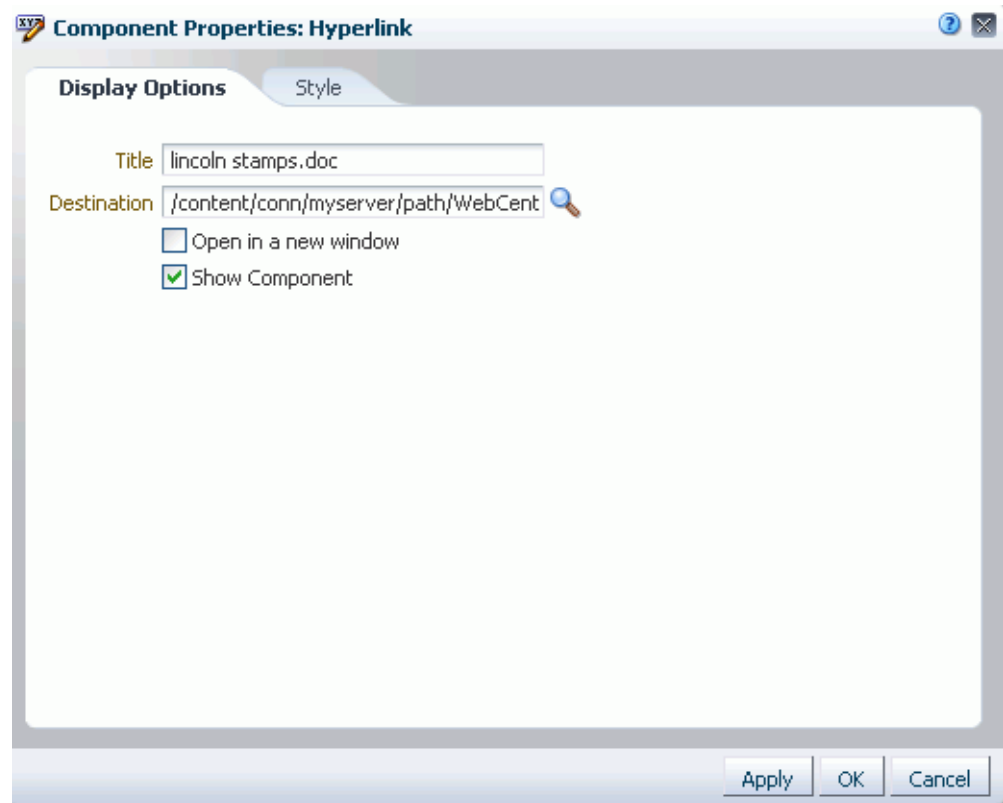 Component Properties: Hyperlink
Display Options Style
Title lincoln stamps.doc
Destination /content/conn/myserver/path/WebCent
Open in a new window
Show Component
Apply OK Cancel